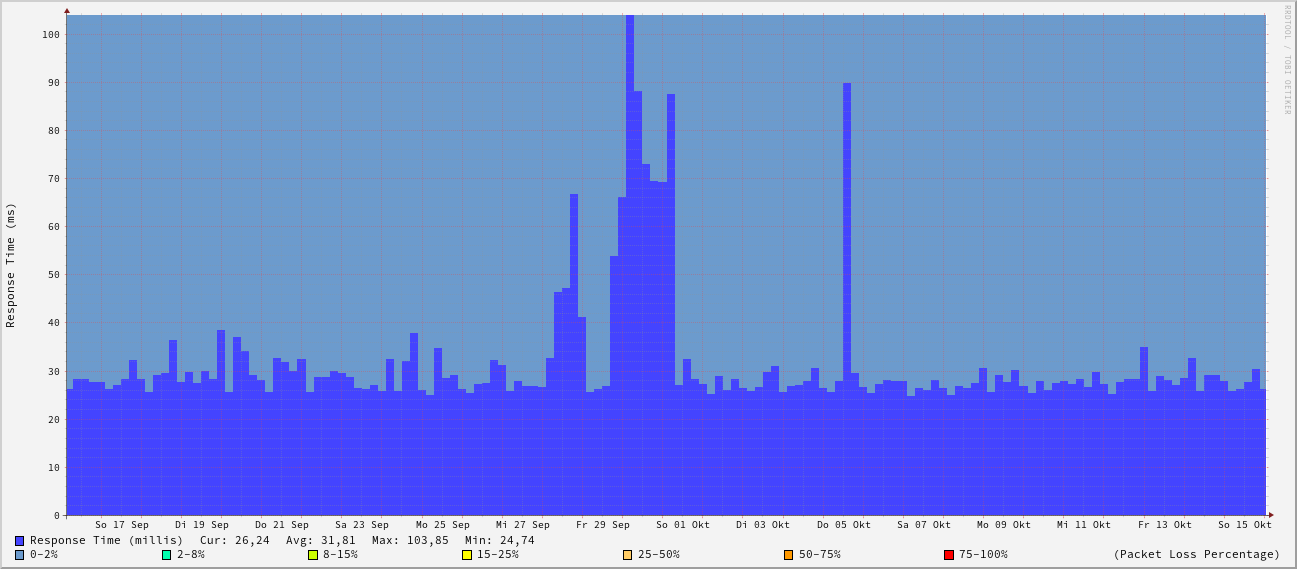 RRDTOOL / TOBI OETIKER
Response Time (ms)
100
90
80
70
60
50
40
30
20
10
0
So 17 Sep Di 19 Sep Do 21 Sep Sa 23 Sep Mo 25 Sep Mi 27 Sep Fr 29 Sep So 01 Okt Di 03 Okt Do 05 Okt Sa 07 Okt Mo 09 Okt Mi 11 Okt Fr 13 Okt So 15 Okt
Response Time (millis) Cur: 26,24 Avg: 31,81 Max: 103,85 Min: 24,74
0-2% 2-8% 8-15% 15-25% 25-50% 50-75% 75-100% (Packet Loss Percentage)